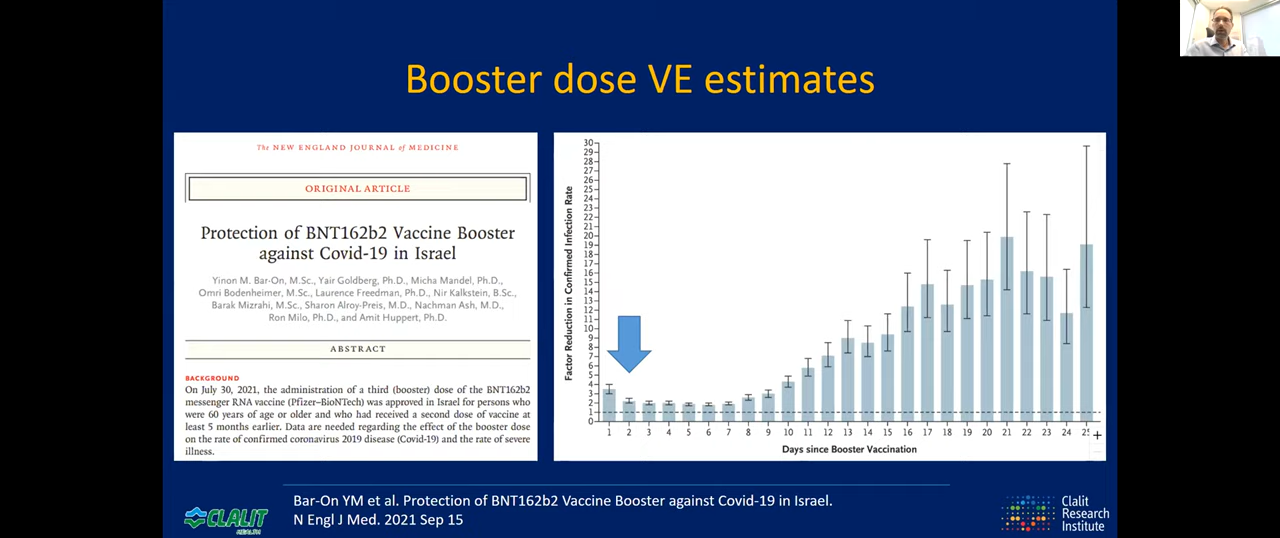 Booster dose VE estimates
The NEW ENGLAND JOURNAL of MEDICINE
ORIGINAL ARTICLE
Protection of BNT162b2 Vaccine Booster
against Covid-19 in Israel
Yinon M. Bar-On, M.Sc., Yair Goldberg, Ph.D., Micha Mandel, Ph.D.,
Omri Bodenheimer, M.Sc., Laurence Freedman, Ph.D., Nir Kalkstein, B.Sc.,
Barak Mizrahi, M.Sc., Sharon Alroy-Preis, M.D., Nachman Ash, M.D.,
Ron Milo, Ph.D., and Amit Huppert, Ph.D.
ABSTRACT
BACKGROUND
On July 30, 2021, the administration of a third (booster) dose of the BNT162b2
messenger RNA vaccine (Pfizer–BioNTech) was approved in Israel for persons who
were 60 years of age or older and who had received a second dose of vaccine at
least 5 months earlier. Data are needed regarding the effect of the booster dose
on the rate of confirmed coronavirus 2019 disease (Covid-19) and the rate of severe
illness.
Factor Reduction in Confirmed Infection Rate
30
29
28
27
26
25
24
23
22
21
20
19
18
17
16
15
14
13
12
11
10
9
8
7
6
5
4
3
2
1
0
1 2 3 4 5 6 7 8 9 10 11 12 13 14 15 16 17 18 19 20 21 22 23 24 25
Days since Booster Vaccination
Bar-On YM et al. Protection of BNT162b2 Vaccine Booster against Covid-19 in Israel.
N Engl J Med. 2021 Sep 15
CLALIT
HEALTH
Clalit
Research
Institute